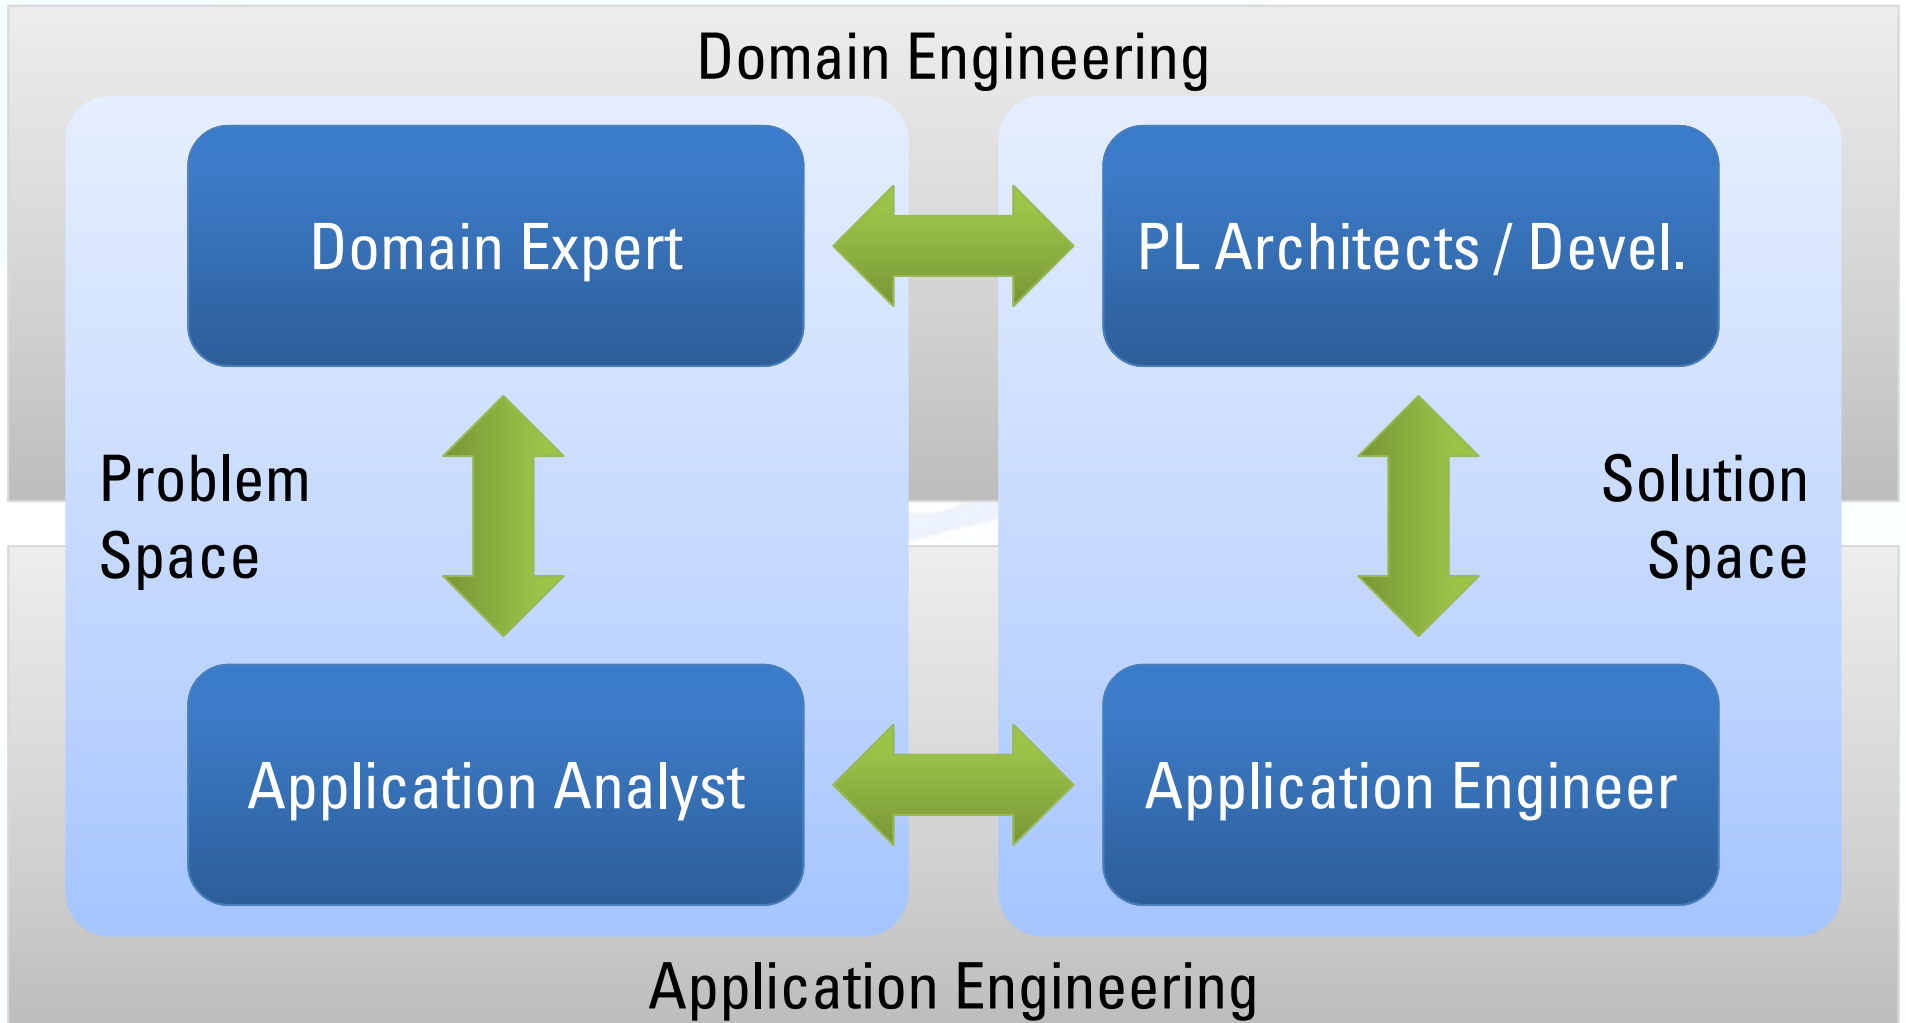 Domain Engineering
Domain Expert
PL Architects / Devel.
Problem
Space
Solution
Space
Application Analyst
Application Engineer
Application Engineering